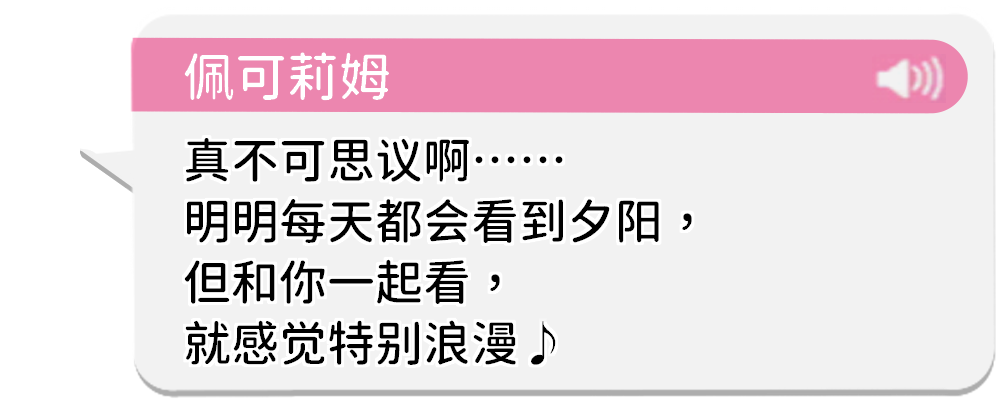 佩可莉姆
真不可思议啊……
明明每天都会看到夕阳，
但和你一起看，
就感觉特别浪漫♪